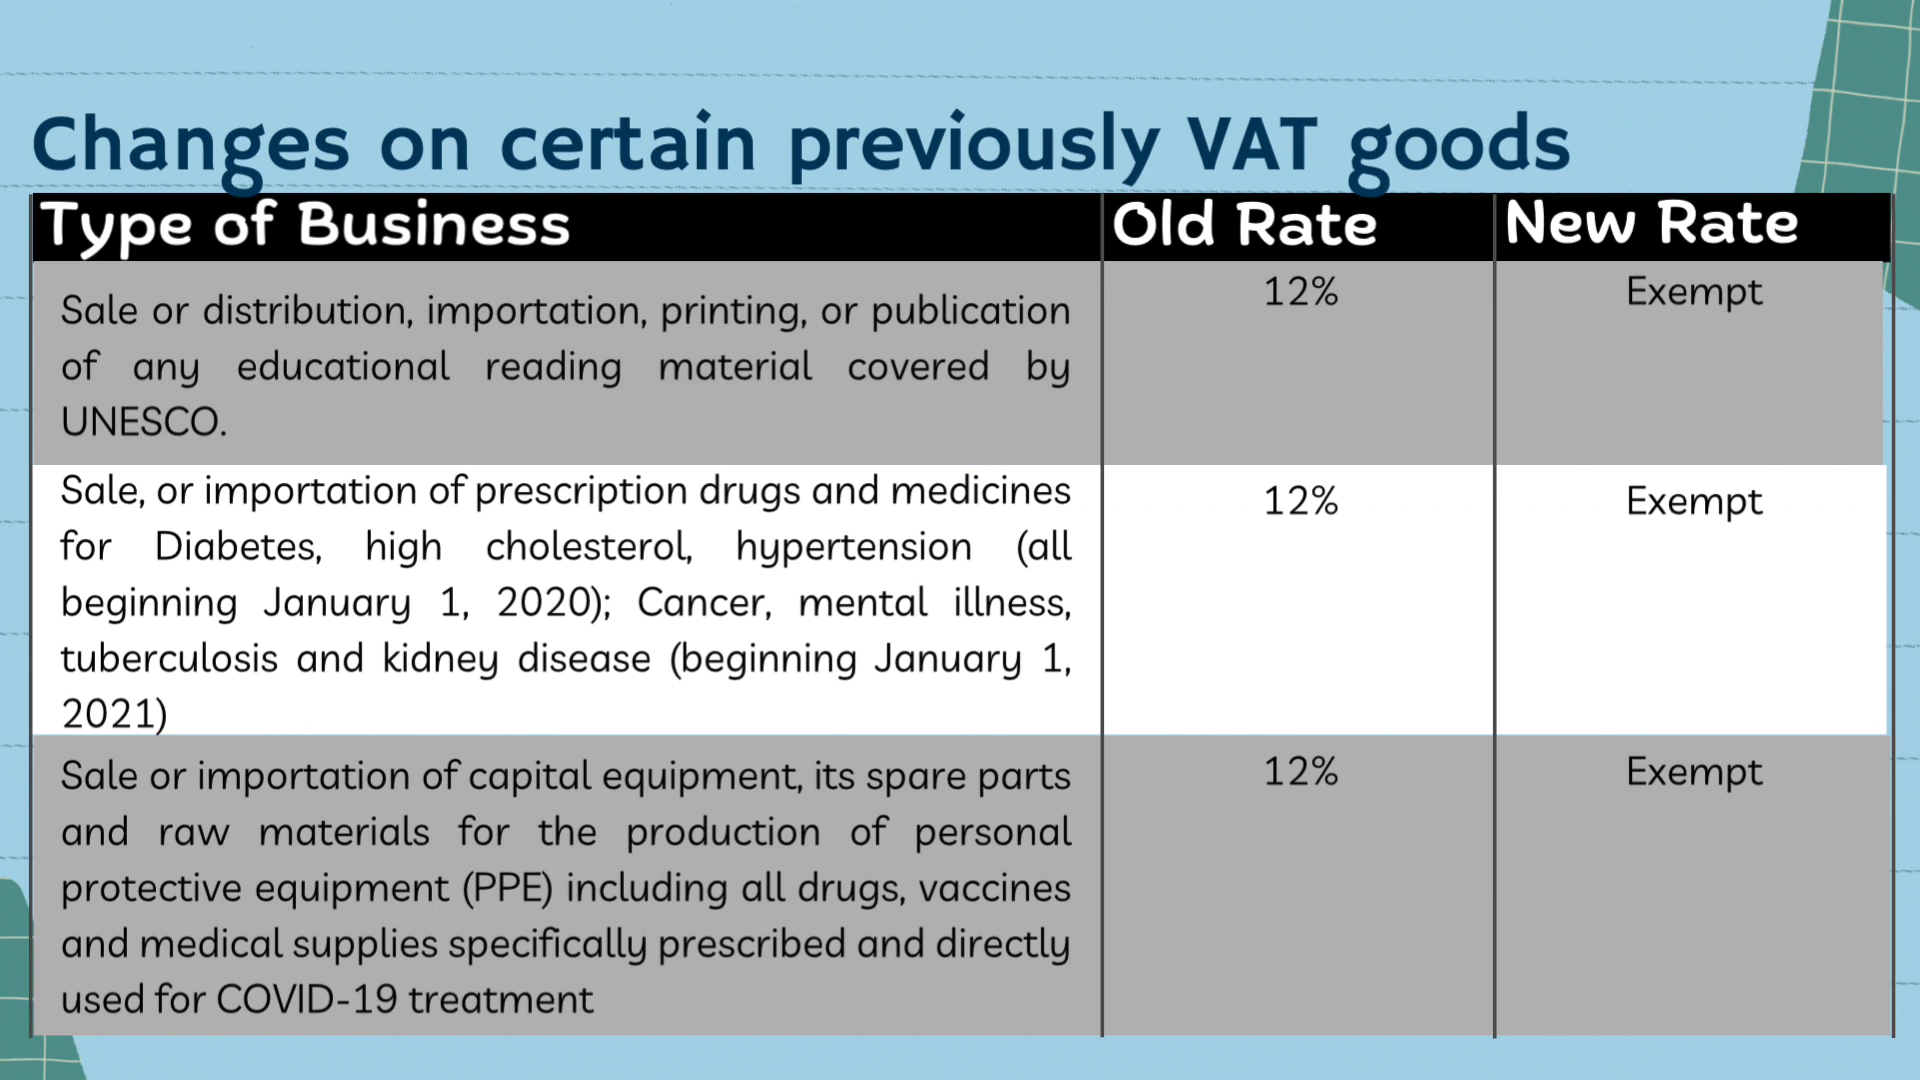 Changes on certain previously VAT goods
Type of Business Old Rate New Rate
Sale or distribution, importation, printing, or publication 12% Exempt
of any educational reading material covered by
UNESCO.
Sale, or importation of prescription drugs and medicines 12% Exempt
for Diabetes, high cholesterol, hypertension (all
beginning January 1, 2020); Cancer, mental illness,
tuberculosis and kidney disease (beginning January 1,
2021)
Sale or importation of capital equipment, its spare parts 12% Exempt
and raw materials for the production of personal
protective equipment (PPE) including all drugs, vaccines
and medical supplies specifically prescribed and directly
used for COVID-19 treatment